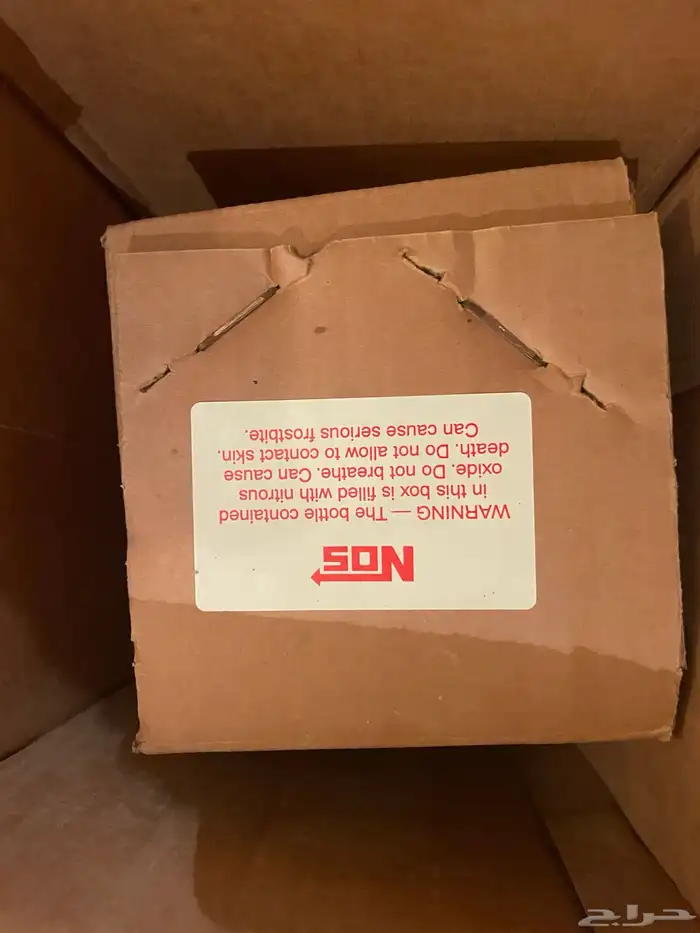 NOS
WARNING — The bottle contained
in this box is filled with nitrous
oxide. Do not breathe. Can cause
death. Do not allow to contact skin.
Can cause serious frostbite.
حراج